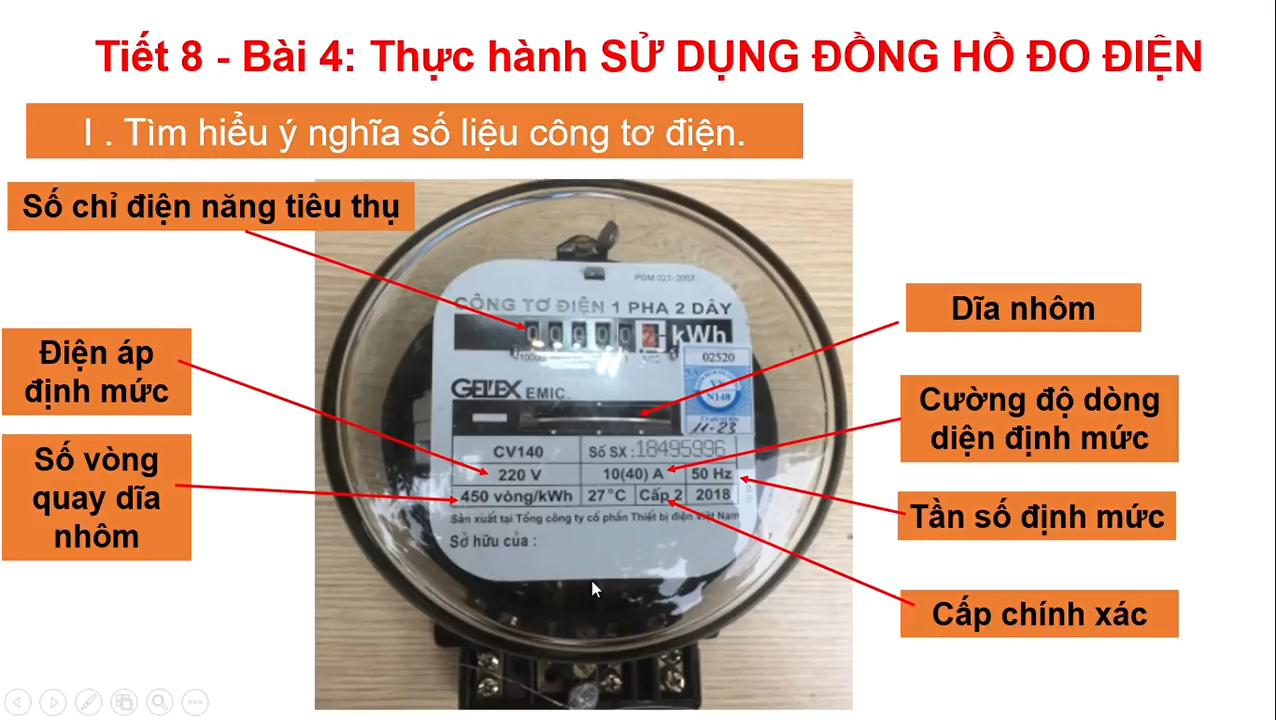 Tiết 8 - Bài 4: Thực hành SỬ DỤNG ĐỒNG HỒ ĐO ĐIỆN
I . Tìm hiểu ý nghĩa số liệu công tơ điện.
Số chỉ điện năng tiêu thụ
Điện áp
định mức
Số vòng
quay dĩa
nhôm
PGM 023-2007
CÔNG TƠ ĐIỆN 1 PHA 2 DÂY
000002 kWh
02520
N148
GELEX EMIC
11-23
CV140
Số SX : 18495996
220 V
10(40) A
50 Hz
450 vòng/kWh
27°C
Cấp 2
2018
Sản xuất tại Tổng công ty cổ phần Thiết bị điện Việt Nam
Sở hữu của :
Dĩa nhôm
Cường độ dòng
diện định mức
Tần số định mức
Cấp chính xác